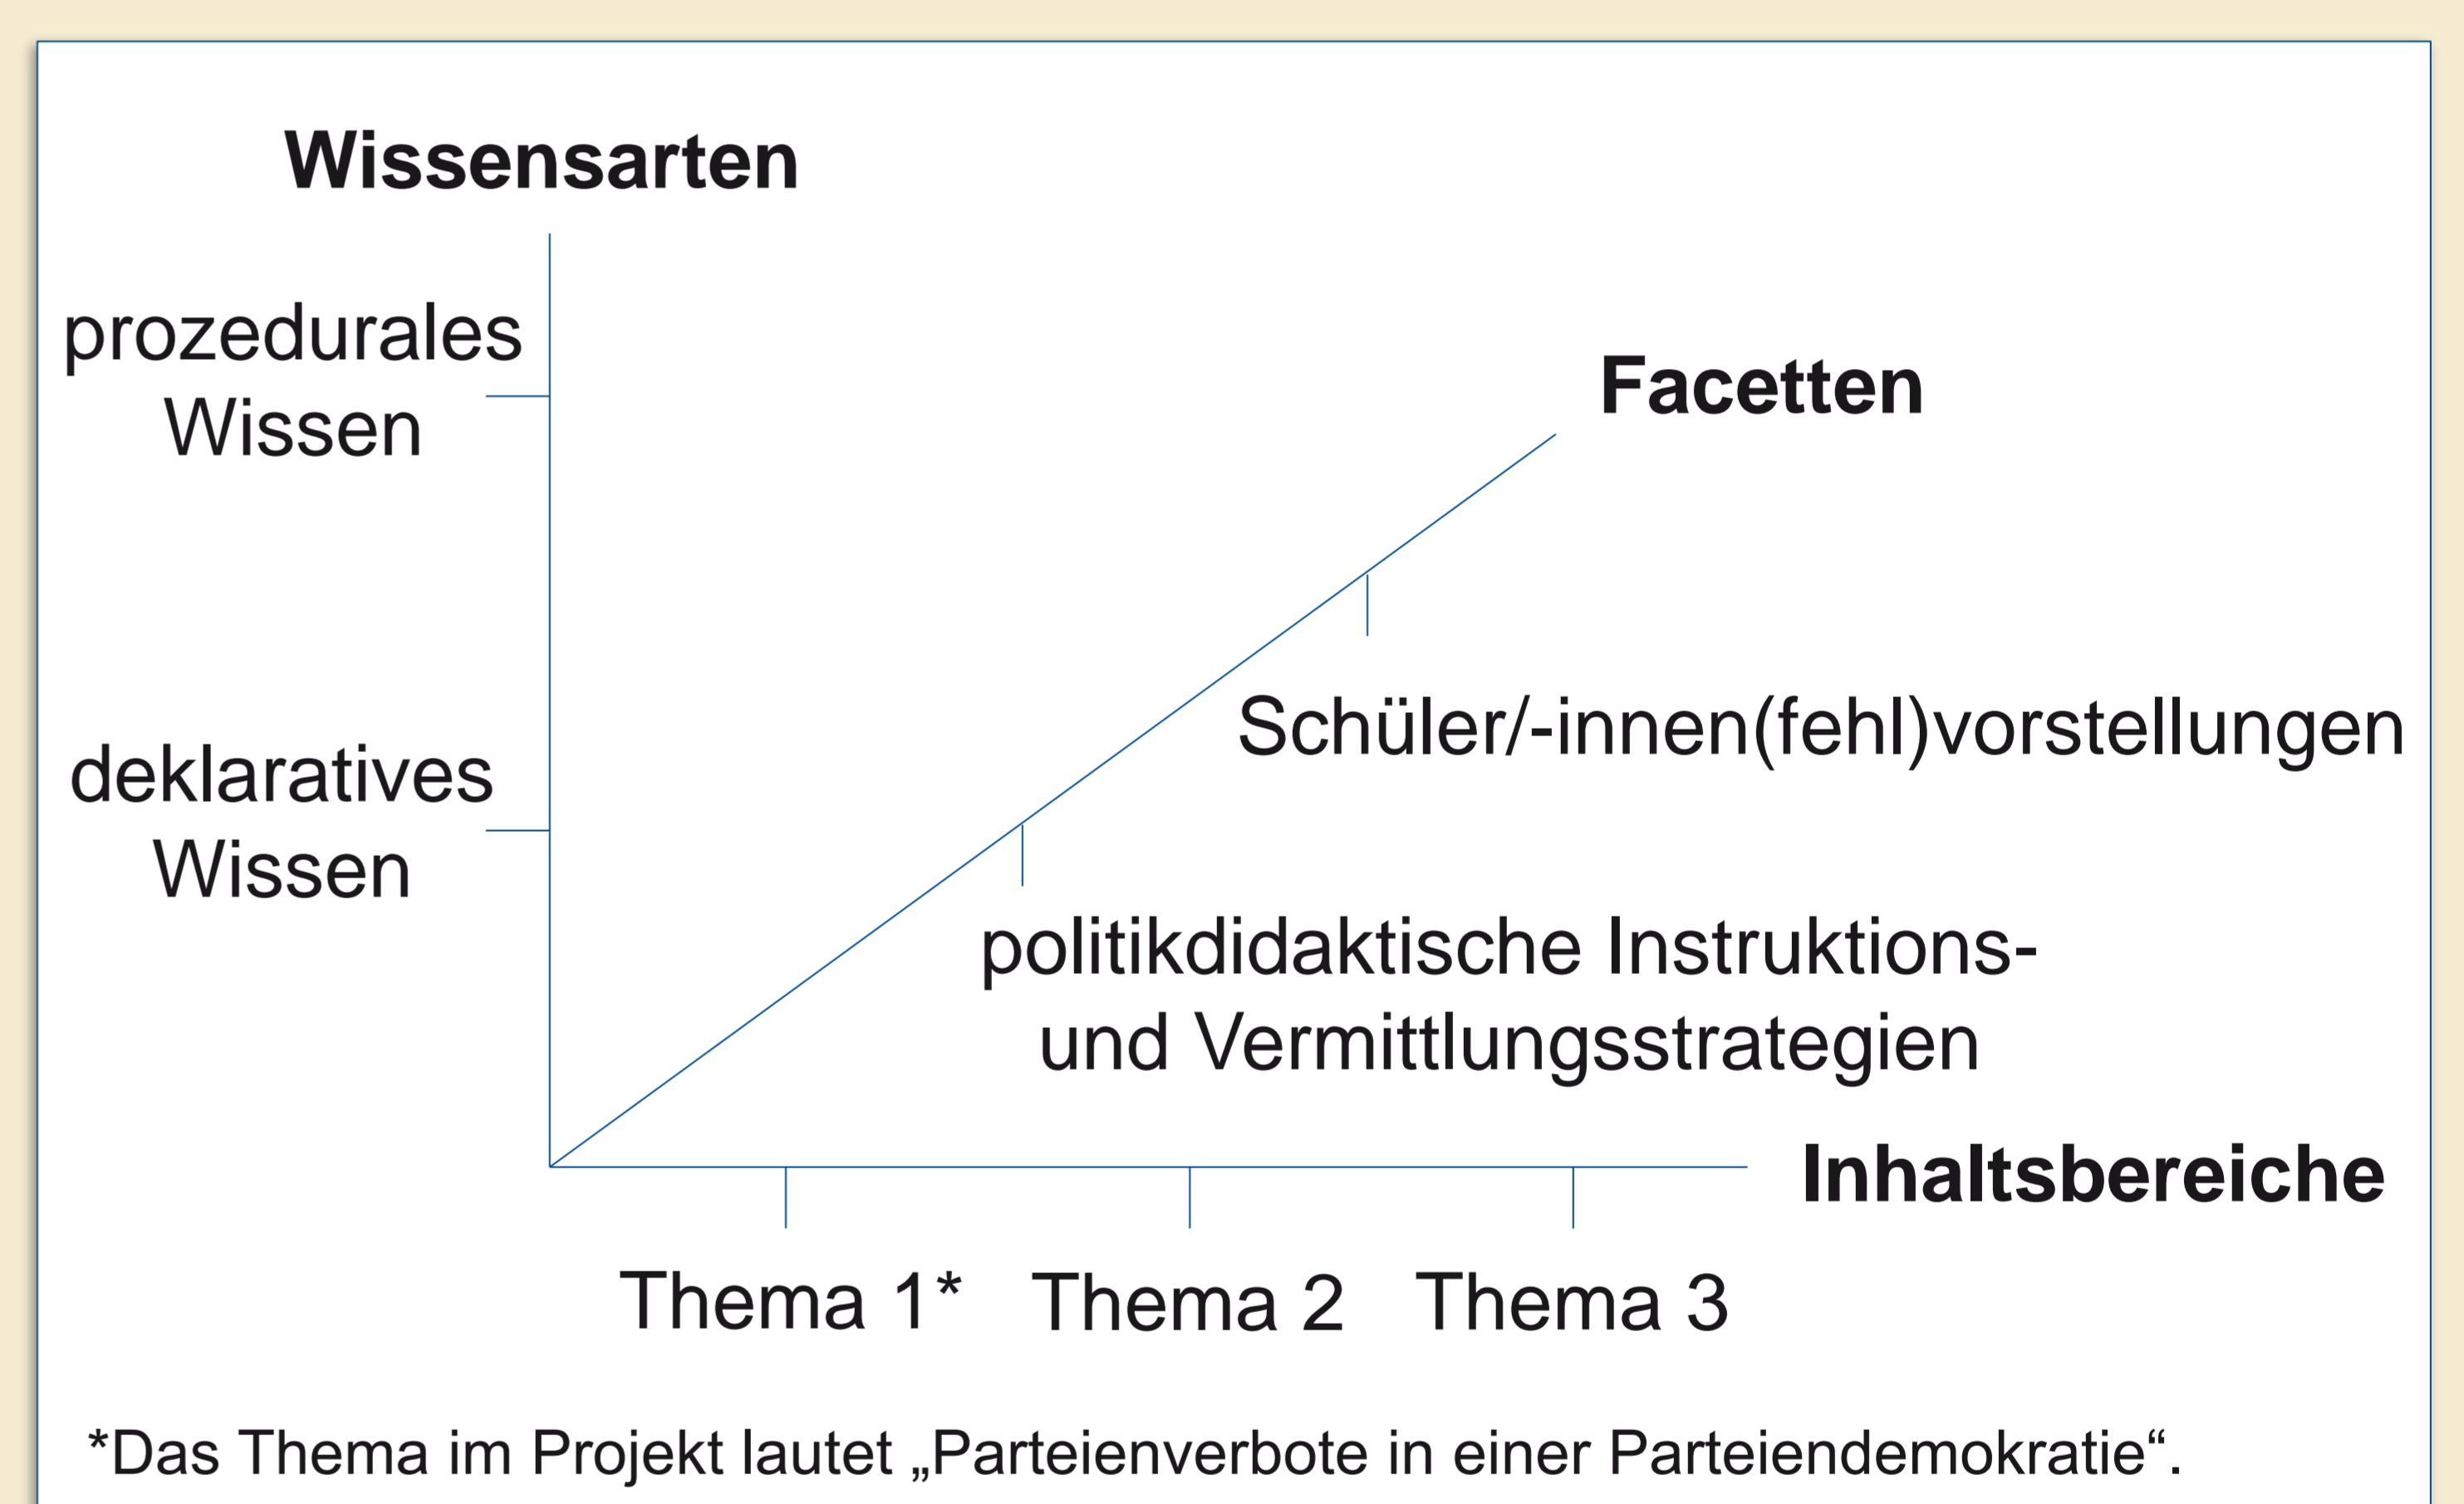 Wissensarten
prozedurales
Wissen
Facetten
Schüler/-innen(fehl)vorstellungen
deklaratives
Wissen
politikdidaktische Instruktions-
und Vermittlungsstrategien
Inhaltsbereiche
Thema 1* Thema 2 Thema 3
*Das Thema im Projekt lautet „Parteienverbote in einer Parteiendemokratie“.